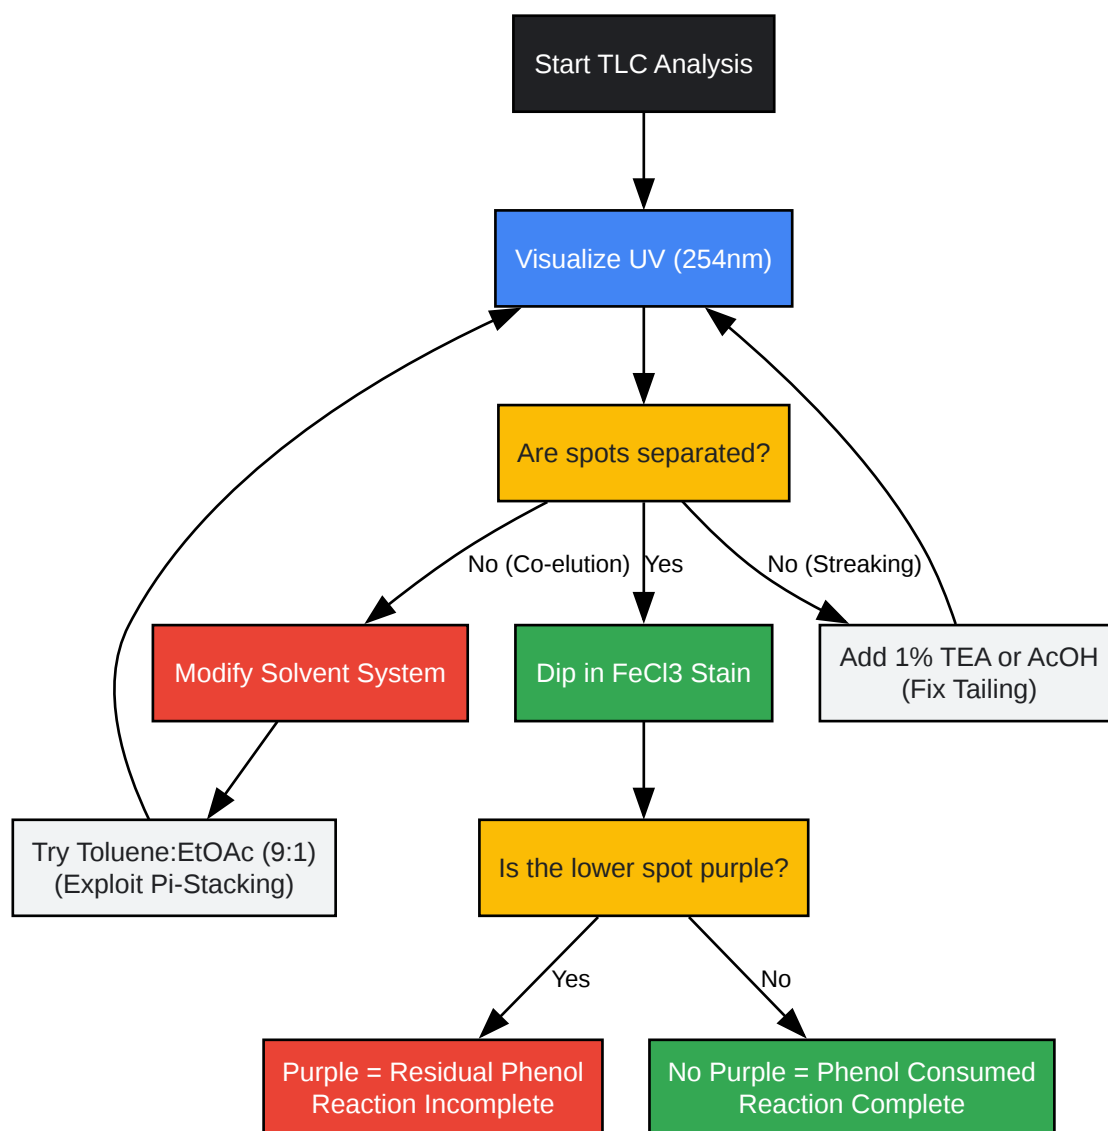 Start TLC Analysis
Visualize UV (254nm)
Are spots separated?
No (Co-elution)
Yes
No (Streaking)
Modify Solvent System
Dip in FeCl3 Stain
Add 1% TEA or AcOH
(Fix Tailing)
Try Toluene:EtOAc (9:1)
(Exploit Pi-Stacking)
Is the lower spot purple?
Yes
No
Purple = Residual Phenol
Reaction Incomplete
No Purple = Phenol Consumed
Reaction Complete